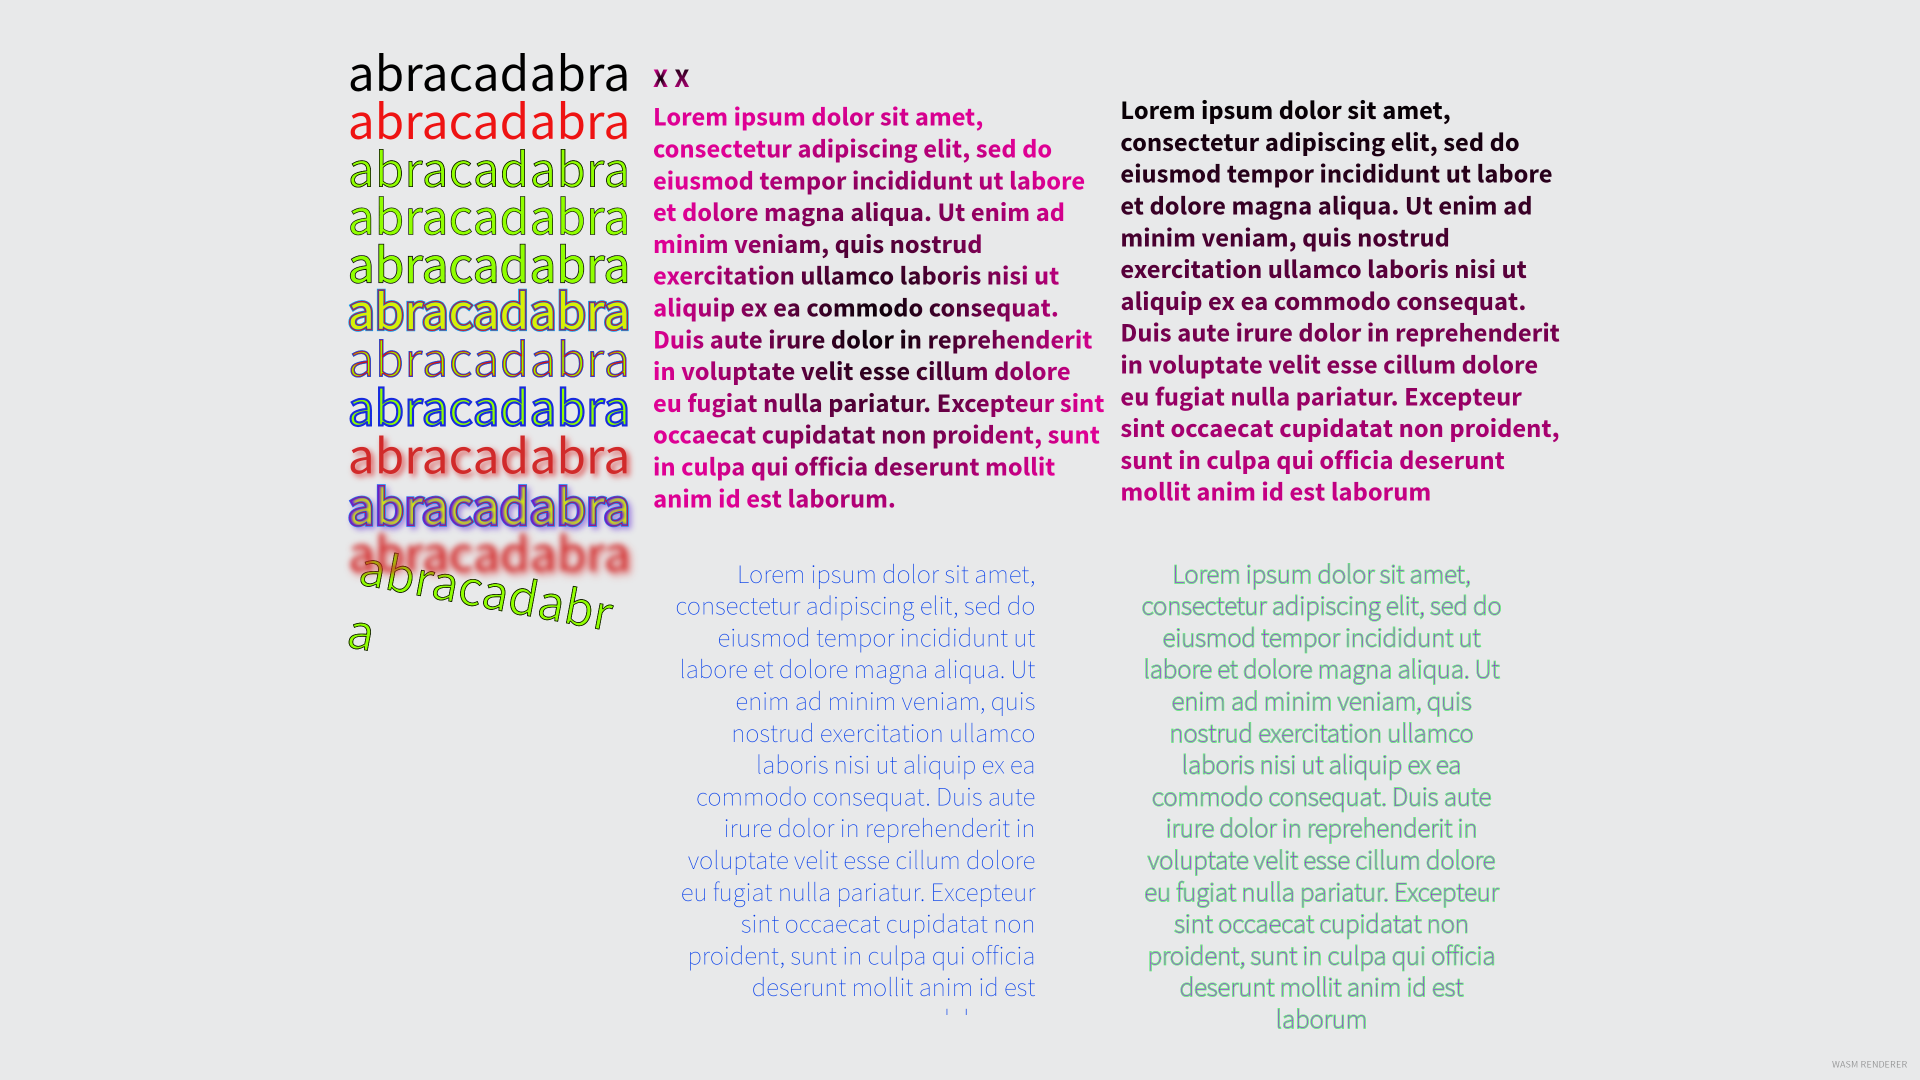 abracadabra
abracadabra
abracadabra
abracadabra
abracadabra
abracadabra
abracadabra
abracadabra
abracadabra
abracadabra
abracadabra
abracadabr
a
x x
Lorem ipsum dolor sit amet,
consectetur adipiscing elit, sed do
eiusmod tempor incididunt ut labore
et dolore magna aliqua. Ut enim ad
minim veniam, quis nostrud
exercitation ullamco laboris nisi ut
aliquip ex ea commodo consequat.
Duis aute irure dolor in reprehenderit
in voluptate velit esse cillum dolore
eu fugiat nulla pariatur. Excepteur sint
occaecat cupidatat non proident, sunt
in culpa qui officia deserunt mollit
anim id est laborum.
Lorem ipsum dolor sit amet,
consectetur adipiscing elit, sed do
eiusmod tempor incididunt ut labore
et dolore magna aliqua. Ut enim ad
minim veniam, quis nostrud
exercitation ullamco laboris nisi ut
aliquip ex ea commodo consequat.
Duis aute irure dolor in reprehenderit
in voluptate velit esse cillum dolore
eu fugiat nulla pariatur. Excepteur
sint occaecat cupidatat non proident,
sunt in culpa qui officia deserunt
mollit anim id est laborum
Lorem ipsum dolor sit amet,
consectetur adipiscing elit, sed do
eiusmod tempor incididunt ut
labore et dolore magna aliqua. Ut
enim ad minim veniam, quis
nostrud exercitation ullamco
laboris nisi ut aliquip ex ea
commodo consequat. Duis aute
irure dolor in reprehenderit in
voluptate velit esse cillum dolore
eu fugiat nulla pariatur. Excepteur
sint occaecat cupidatat non
proident, sunt in culpa qui officia
deserunt mollit anim id est
Lorem ipsum dolor sit amet,
consectetur adipiscing elit, sed do
eiusmod tempor incididunt ut
labore et dolore magna aliqua. Ut
enim ad minim veniam, quis
nostrud exercitation ullamco
laboris nisi ut aliquip ex ea
commodo consequat. Duis aute
irure dolor in reprehenderit in
voluptate velit esse cillum dolore
eu fugiat nulla pariatur. Excepteur
sint occaecat cupidatat non
proident, sunt in culpa qui officia
deserunt mollit anim id est
laborum
WASM RENDERER